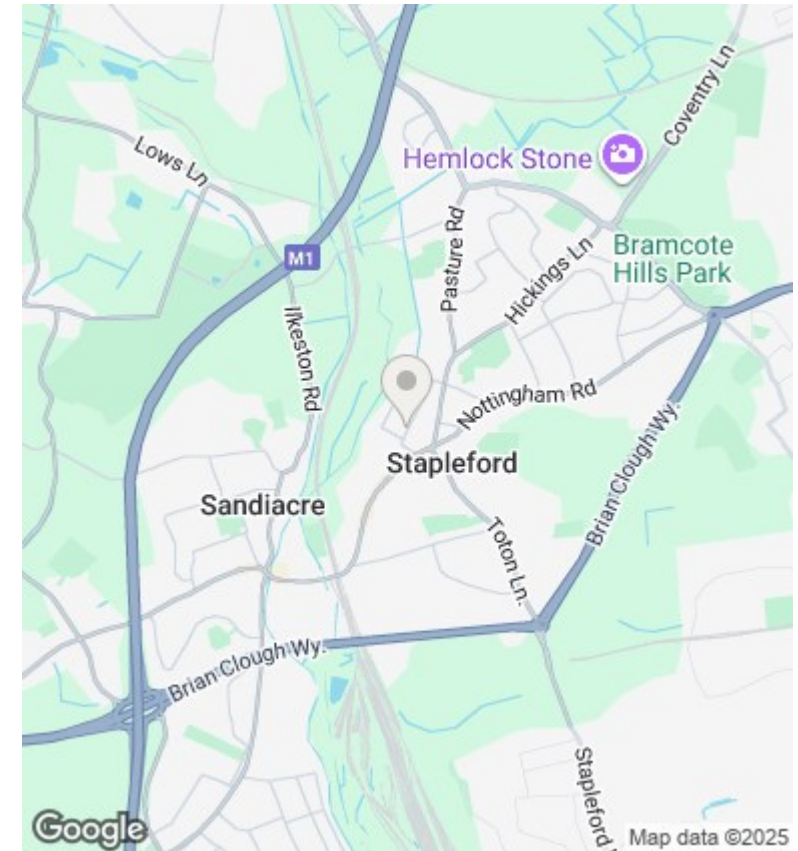 Coventry Ln
Lows Ln
Hemlock Stone
Pasture Rd
Bramcote
Hills Park
Hickings Ln
M1
Ilkeston Rd
Nottingham Rd
Stapleford
Sandiacre
Brian Clough Wy.
Toton Ln.
Brian Clough Wy.
Stapleford
Google
Map data ©2025